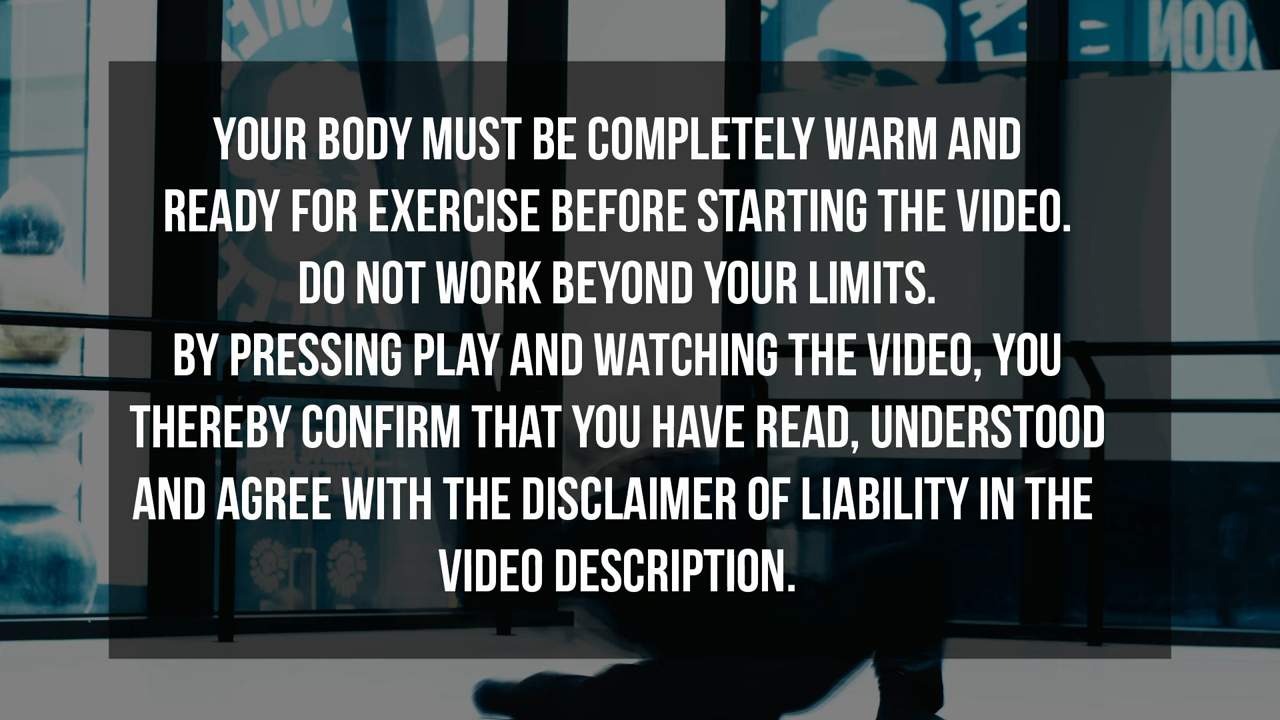 YOUR BODY MUST BE COMPLETELY WARM AND
READY FOR EXERCISE BEFORE STARTING THE VIDEO.
DO NOT WORK BEYOND YOUR LIMITS.
BY PRESSING PLAY AND WATCHING THE VIDEO, YOU
THEREBY CONFIRM THAT YOU HAVE READ, UNDERSTOOD
AND AGREE WITH THE DISCLAIMER OF LIABILITY IN THE
VIDEO DESCRIPTION.